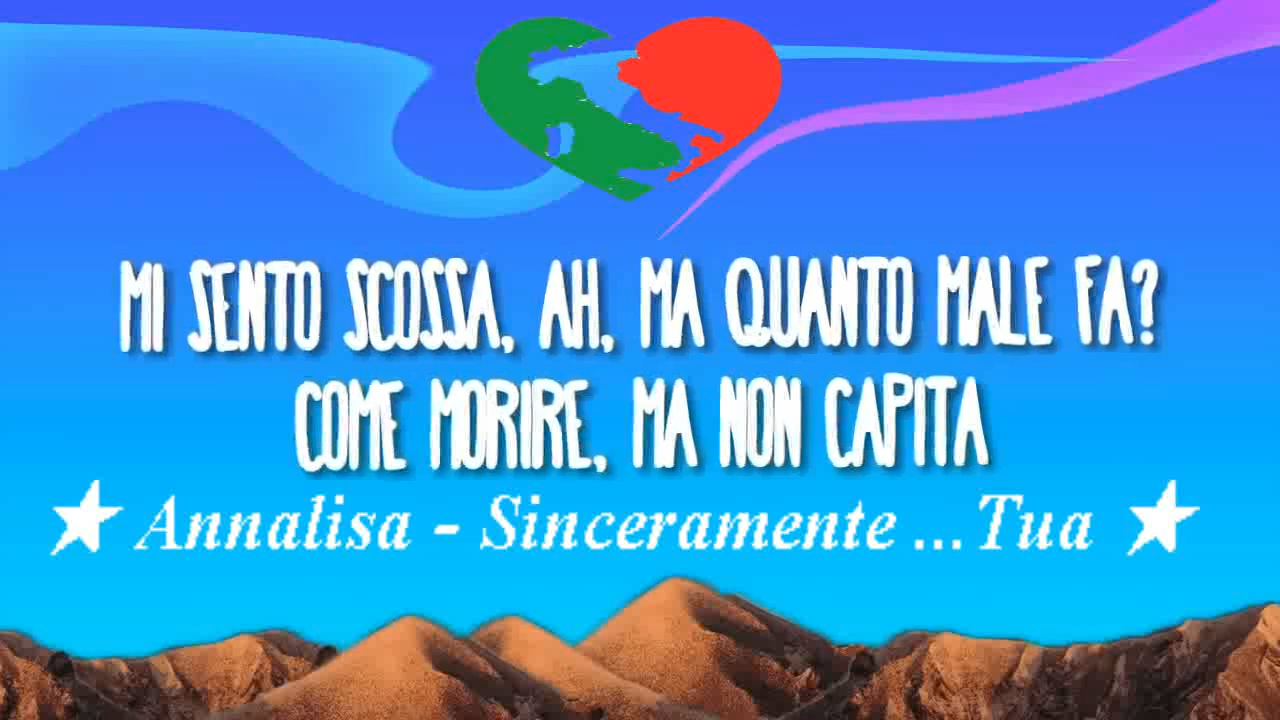 MI SENTO SCOSSA, AH, MA QUANTO MALE FA?
COME MORIRE, MA NON CAPITA
★ Annalisa - Sinceramente ... Tua ★